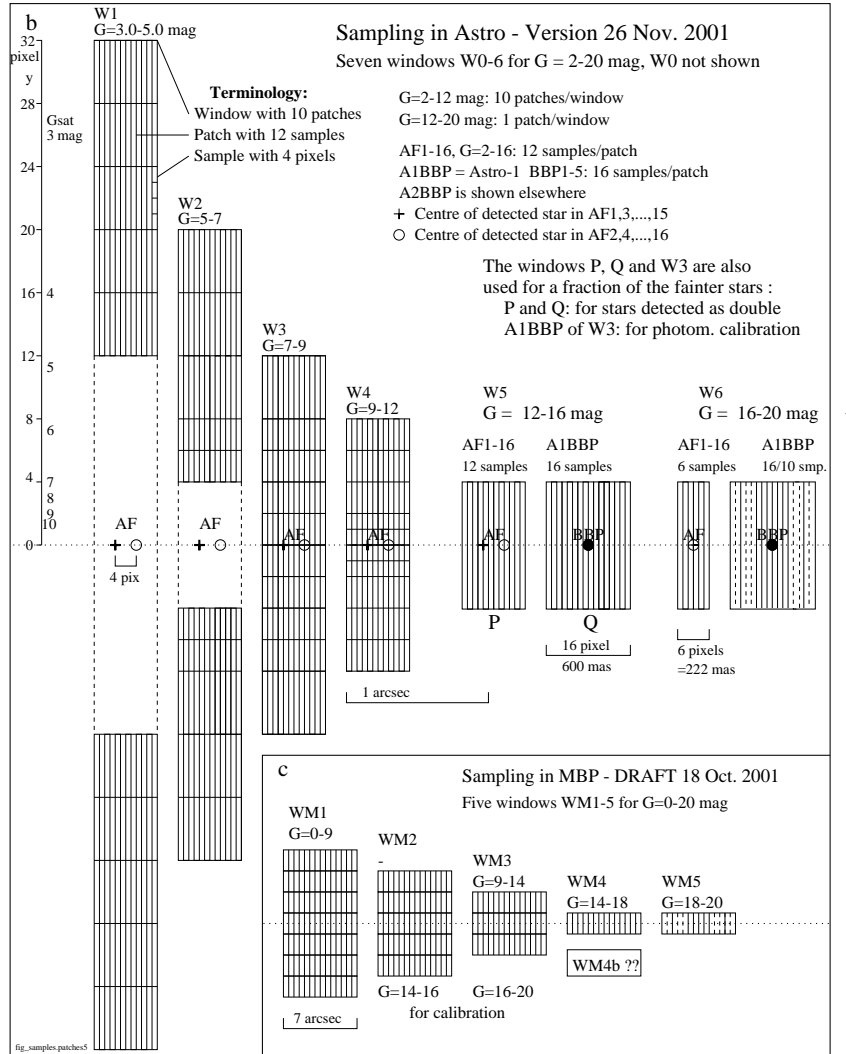 b
W1
G=3.0-5.0 mag
Sampling in Astro - Version 26 Nov. 2001
Seven windows W0-6 for G = 2-20 mag, W0 not shown
32
pixel
y
28
24
20
16
12
8
4
0
Gsat
3 mag
4
5
6
7
8
9
10
Terminology:
Window with 10 patches
Patch with 12 samples
Sample with 4 pixels
G=2-12 mag: 10 patches/window
G=12-20 mag: 1 patch/window
AF1-16, G=2-16: 12 samples/patch
A1BBP = Astro-1 BBP1-5: 16 samples/patch
A2BBP is shown elsewhere
+ Centre of detected star in AF1,3,...,15
○ Centre of detected star in AF2,4,...,16
The windows P, Q and W3 are also
used for a fraction of the fainter stars :
P and Q: for stars detected as double
A1BBP of W3: for photom. calibration
W2
G=5-7
W3
G=7-9
W4
G=9-12
W5
G = 12-16 mag
W6
G = 16-20 mag
AF1-16
12 samples
A1BBP
16 samples
AF1-16
6 samples
A1BBP
16/10 smp.
AF
AF
AF
AF
AF
BBP
AF
BBP
4 pix
P
Q
16 pixel
600 mas
6 pixels
=222 mas
1 arcsec
c
Sampling in MBP - DRAFT 18 Oct. 2001
Five windows WM1-5 for G=0-20 mag
WM1
G=0-9
WM2
-
WM3
G=9-14
WM4
G=14-18
WM5
G=18-20
WM4b ??
G=14-16
G=16-20
for calibration
7 arcsec
fig_samples.patches5